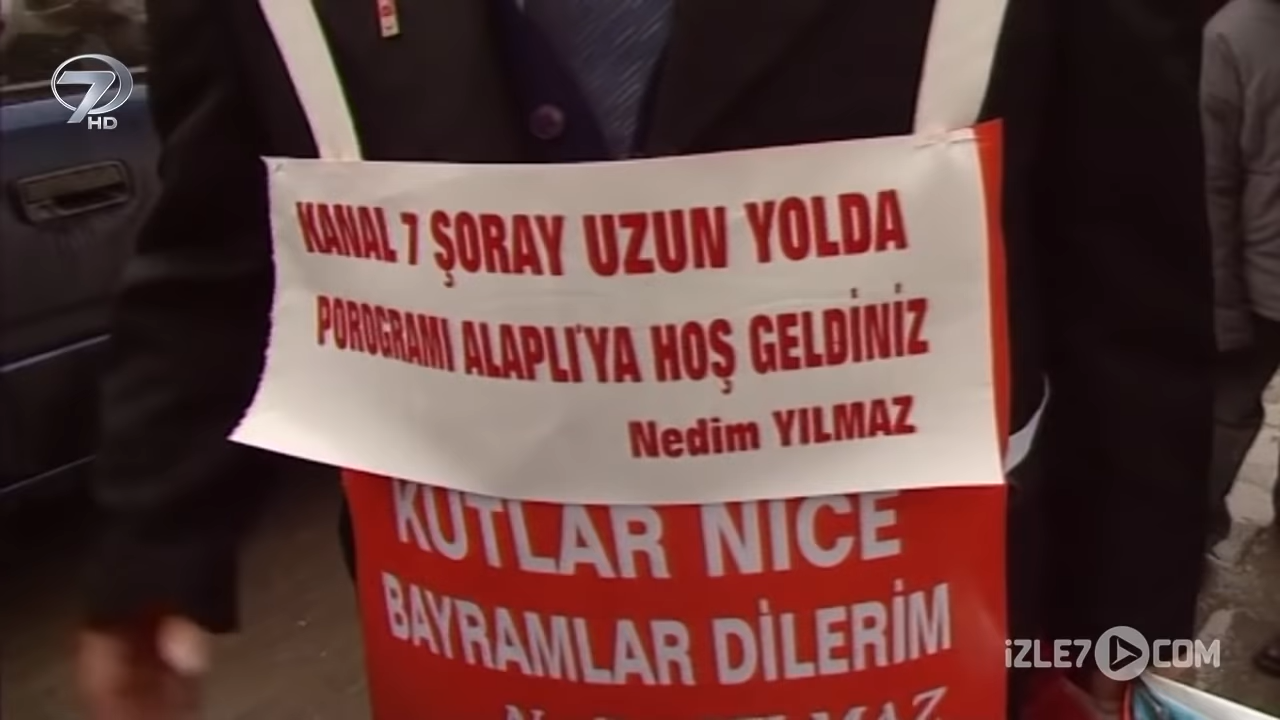 7
HD
KANAL 7 ŞORAY UZUN YOLDA
POROGRAMI ALAPLI'YA HOŞ GELDİNİZ
Nedim YILMAZ
KUTLAR NİCE
BAYRAMLAR DİLERİM
iZLE7.COM